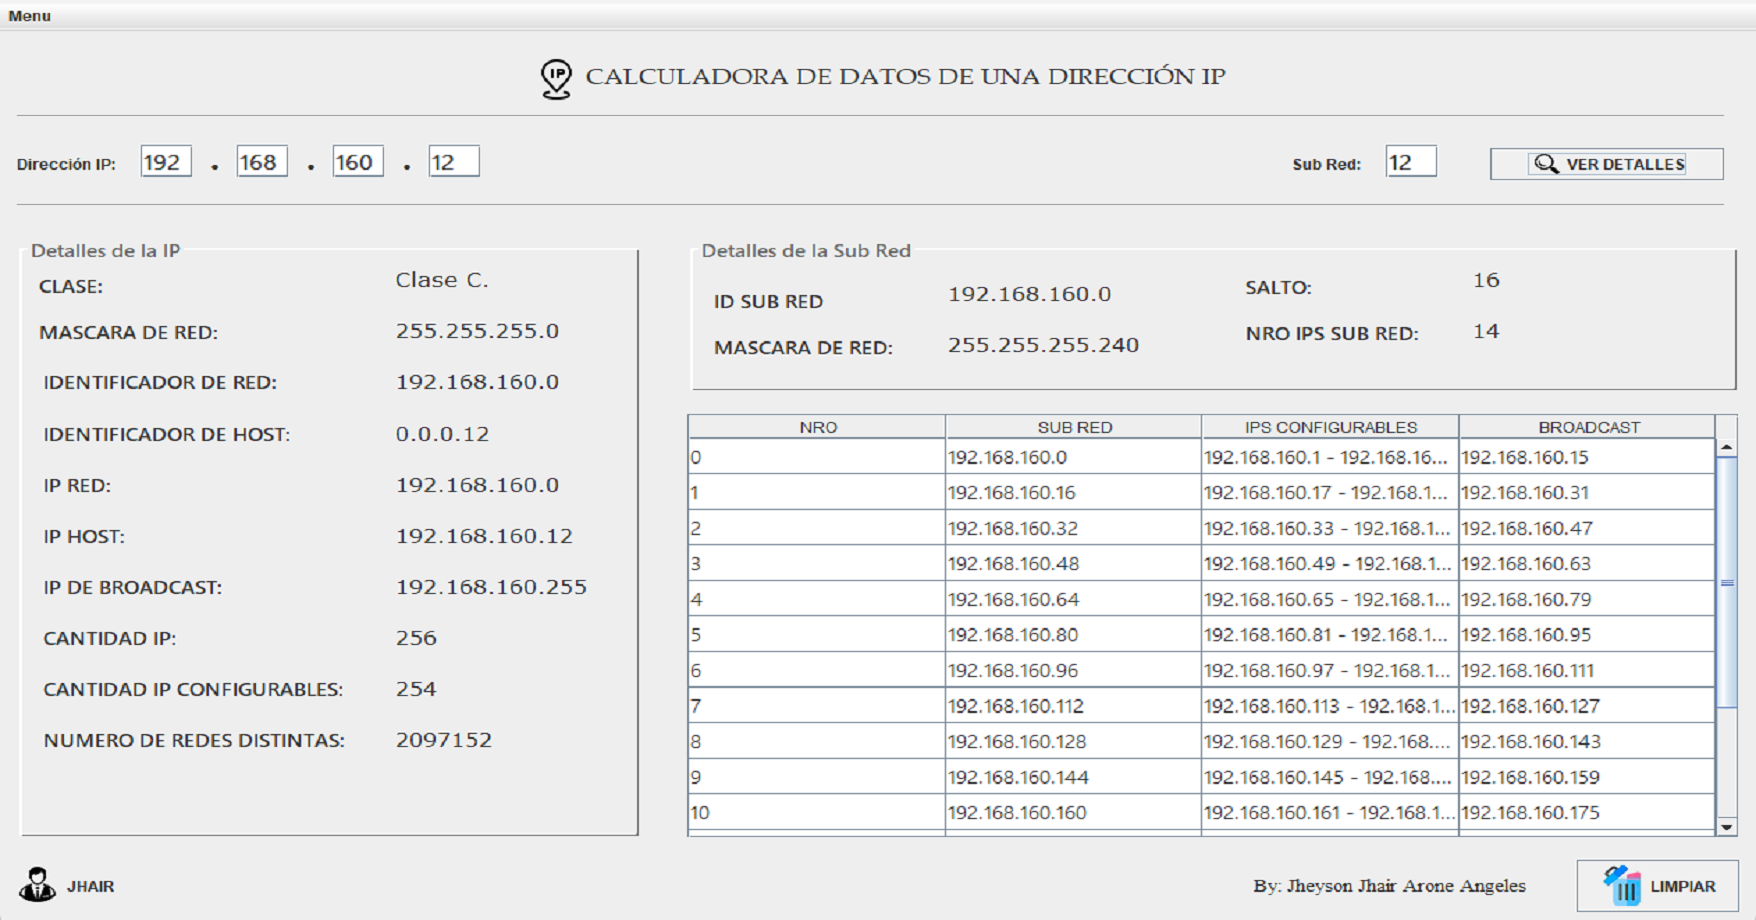 Menu
CALCULADORA DE DATOS DE UNA DIRECCIÓN IP
Dirección IP: 192 . 168 . 160 . 12
Sub Red: 12 VER DETALLES
Detalles de la IP
CLASE: Clase C.
MASCARA DE RED: 255.255.255.0
IDENTIFICADOR DE RED: 192.168.160.0
IDENTIFICADOR DE HOST: 0.0.0.12
IP RED: 192.168.160.0
IP HOST: 192.168.160.12
IP DE BROADCAST: 192.168.160.255
CANTIDAD IP: 256
CANTIDAD IP CONFIGURABLES: 254
NUMERO DE REDES DISTINTAS: 2097152
Detalles de la Sub Red
ID SUB RED 192.168.160.0
MASCARA DE RED: 255.255.255.240
SALTO: 16
NRO IPS SUB RED: 14
NRO SUB RED IPS CONFIGURABLES BROADCAST
0 192.168.160.0 192.168.160.1 - 192.168.16... 192.168.160.15
1 192.168.160.16 192.168.160.17 - 192.168.1... 192.168.160.31
2 192.168.160.32 192.168.160.33 - 192.168.1... 192.168.160.47
3 192.168.160.48 192.168.160.49 - 192.168.1... 192.168.160.63
4 192.168.160.64 192.168.160.65 - 192.168.1... 192.168.160.79
5 192.168.160.80 192.168.160.81 - 192.168.1... 192.168.160.95
6 192.168.160.96 192.168.160.97 - 192.168.1... 192.168.160.111
7 192.168.160.112 192.168.160.113 - 192.168.1... 192.168.160.127
8 192.168.160.128 192.168.160.129 - 192.168.... 192.168.160.143
9 192.168.160.144 192.168.160.145 - 192.168.... 192.168.160.159
10 192.168.160.160 192.168.160.161 - 192.168.1... 192.168.160.175
JHAIR
By: Jheyson Jhair Arone Angeles
LIMPIAR